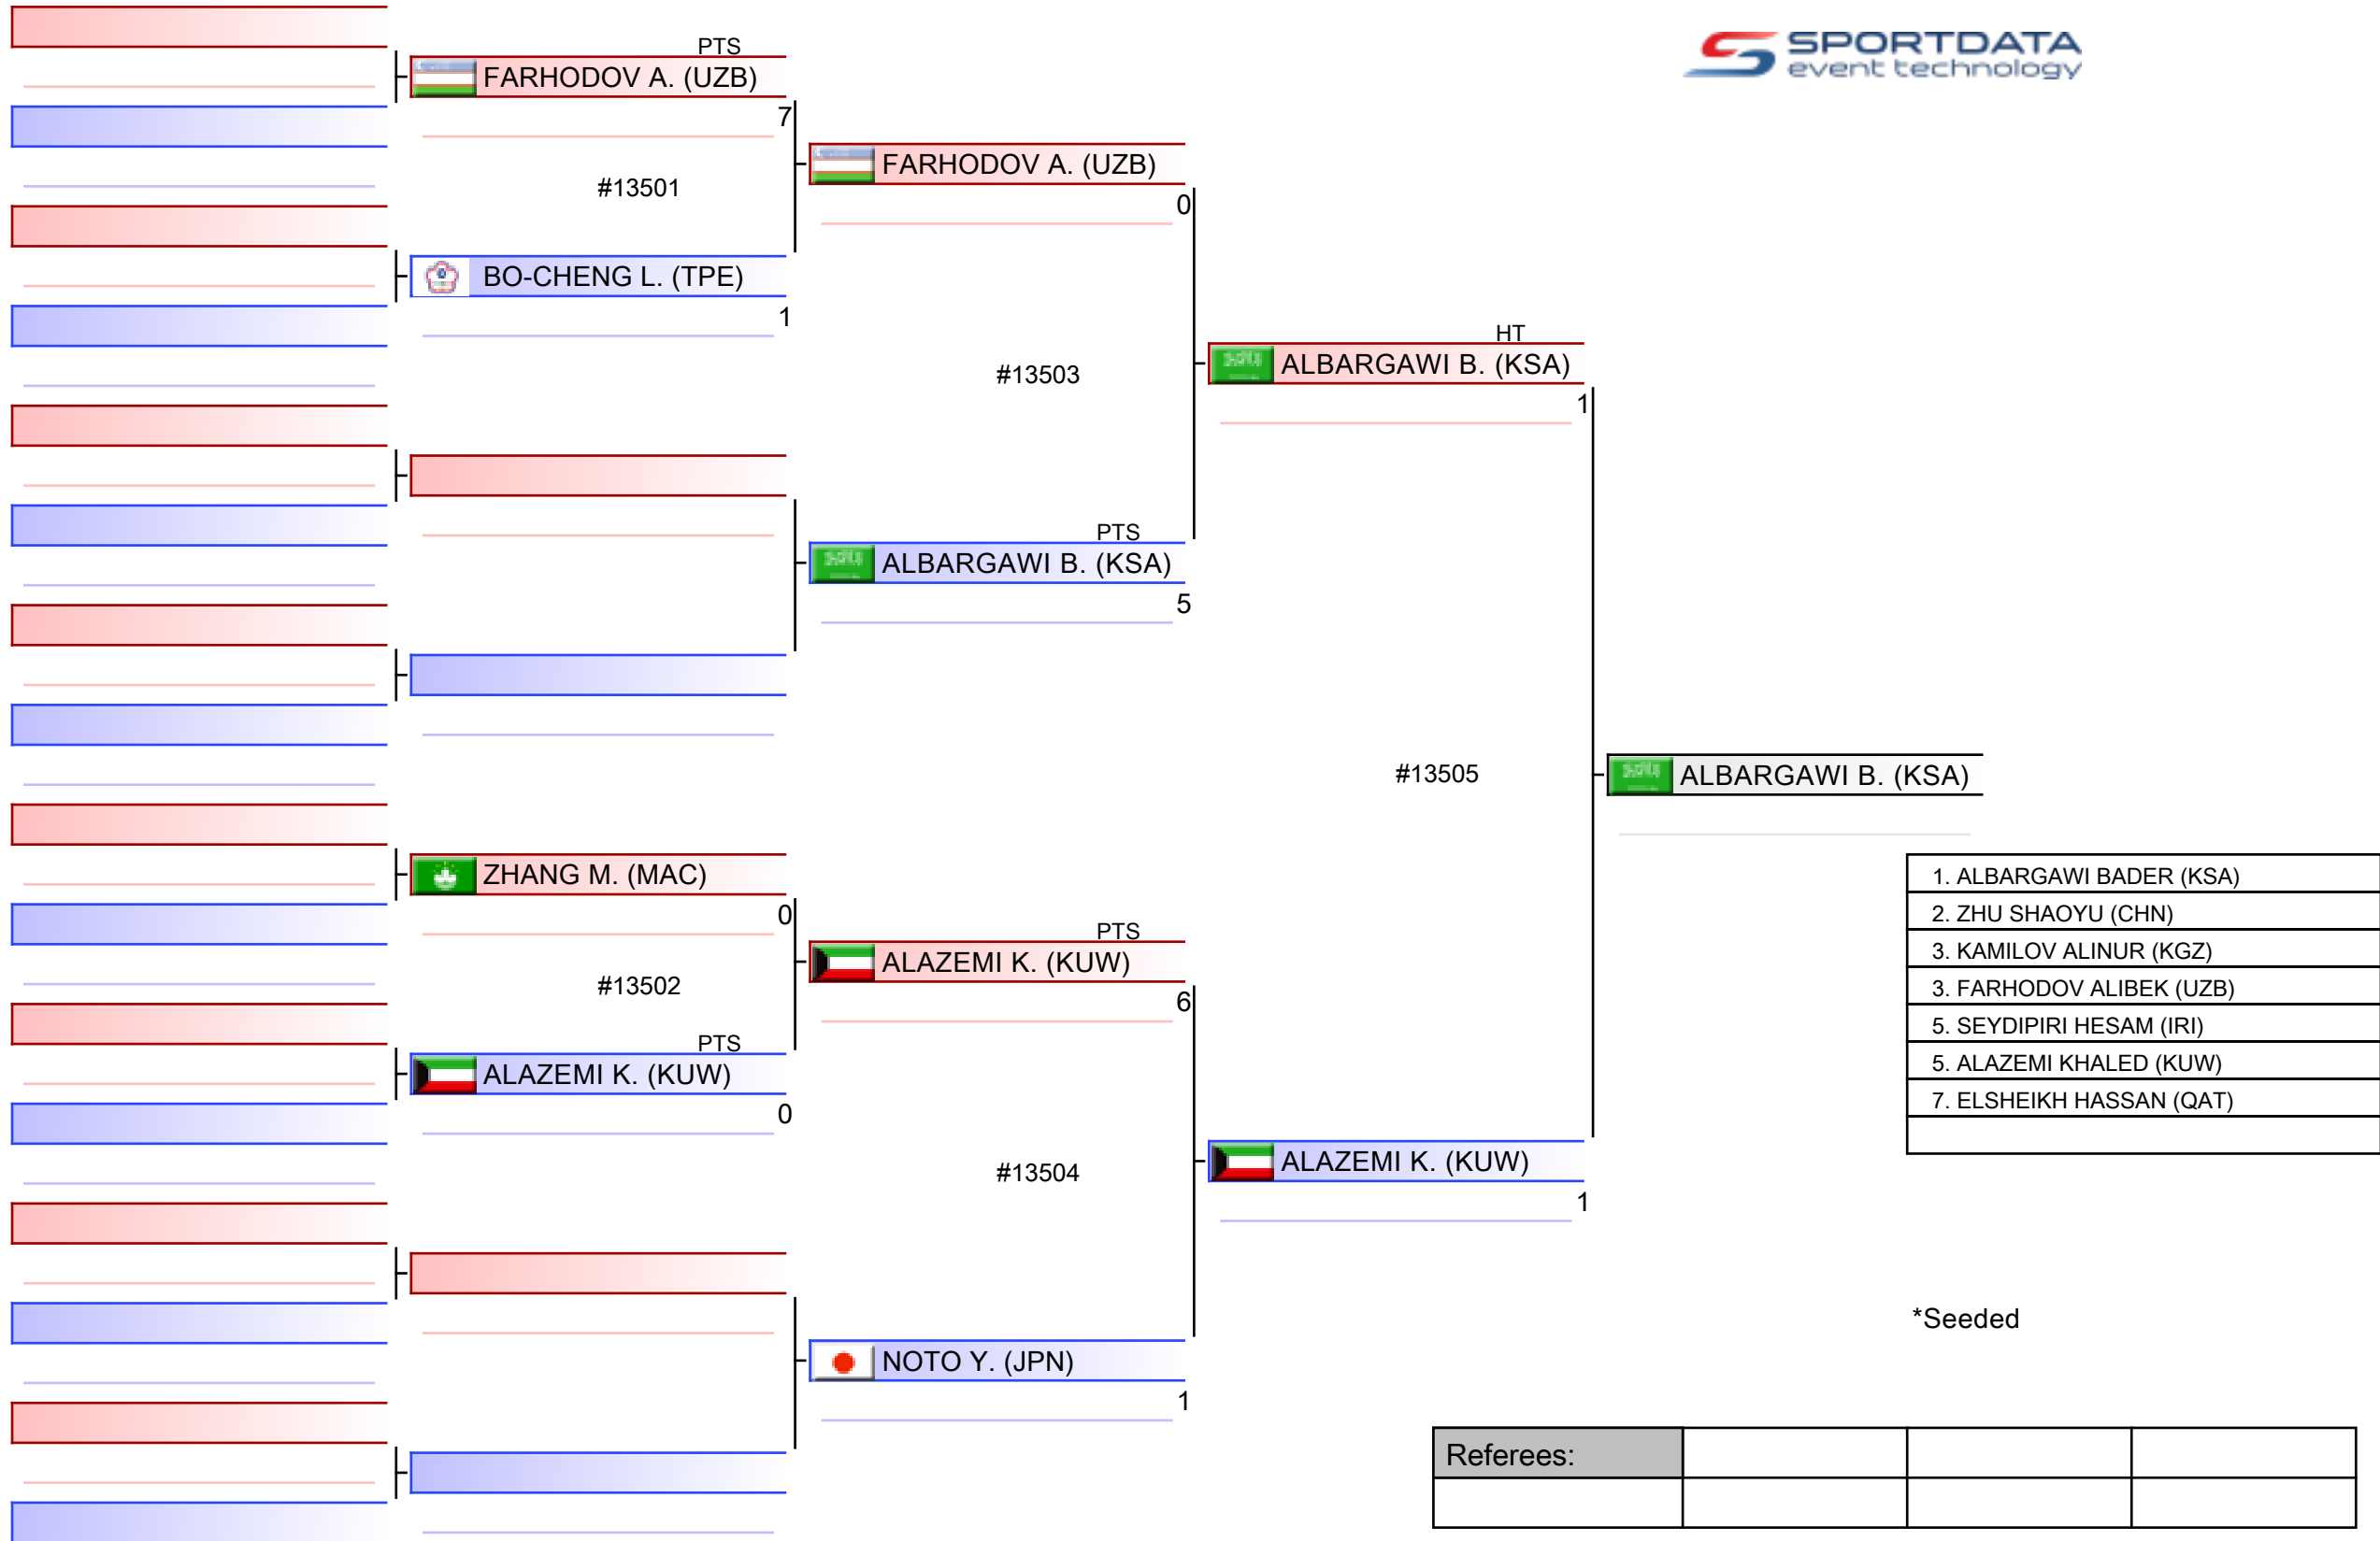 SPORTDATA
event technology
PTS
FARHODOV A. (UZB)
7
#13501
BO-CHENG L. (TPE)
1
FARHODOV A. (UZB)
0
#13503
PTS
ALBARGAWI B. (KSA)
5
HT
ALBARGAWI B. (KSA)
1
#13505
ALBARGAWI B. (KSA)
ZHANG M. (MAC)
0
#13502
PTS
ALAZEMI K. (KUW)
0
PTS
ALAZEMI K. (KUW)
6
#13504
NOTO Y. (JPN)
1
ALAZEMI K. (KUW)
1
1. ALBARGAWI BADER (KSA)
2. ZHU SHAOYU (CHN)
3. KAMILOV ALINUR (KGZ)
3. FARHODOV ALIBEK (UZB)
5. SEYDIPIRI HESAM (IRI)
5. ALAZEMI KHALED (KUW)
7. ELSHEIKH HASSAN (QAT)
*Seeded
Referees: